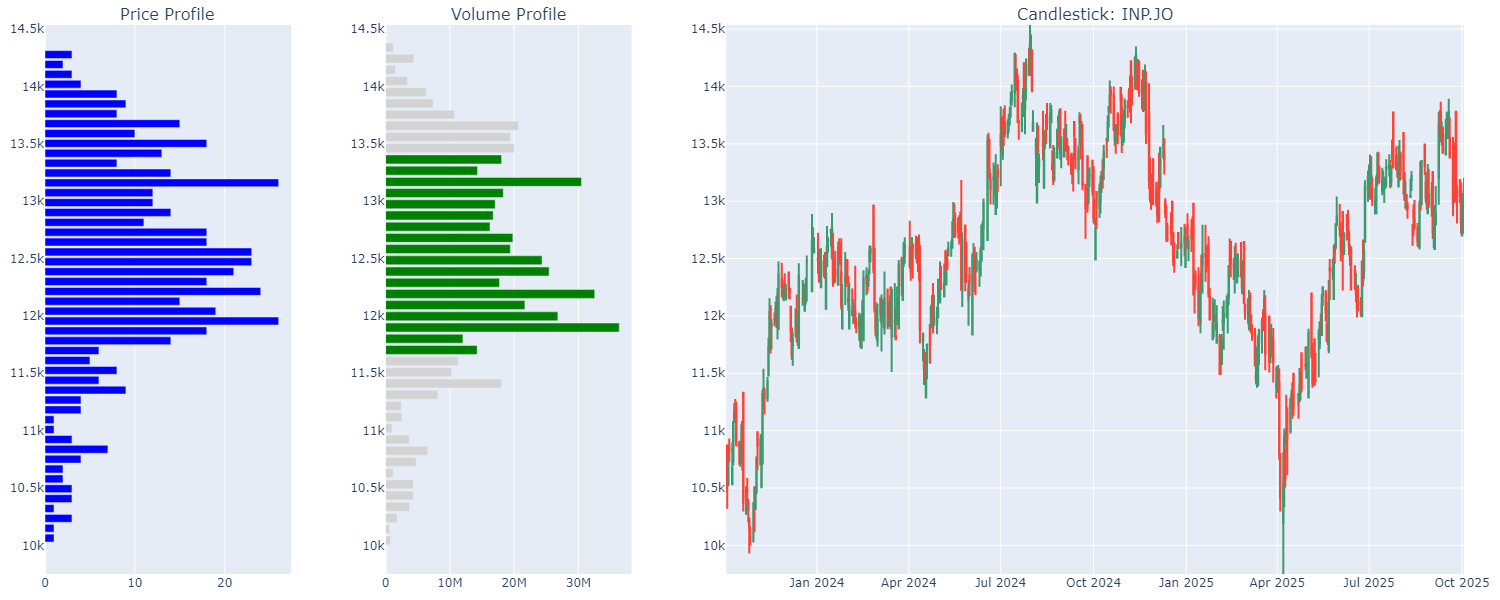 Price Profile
Volume Profile
Candlestick: INP.JO
14.5k
14k
13.5k
13k
12.5k
12k
11.5k
11k
10.5k
10k
0
10
20
14.5k
14k
13.5k
13k
12.5k
12k
11.5k
11k
10.5k
10k
0
10M
20M
30M
14.5k
14k
13.5k
13k
12.5k
12k
11.5k
11k
10.5k
10k
Jan 2024
Apr 2024
Jul 2024
Oct 2024
Jan 2025
Apr 2025
Jul 2025
Oct 2025